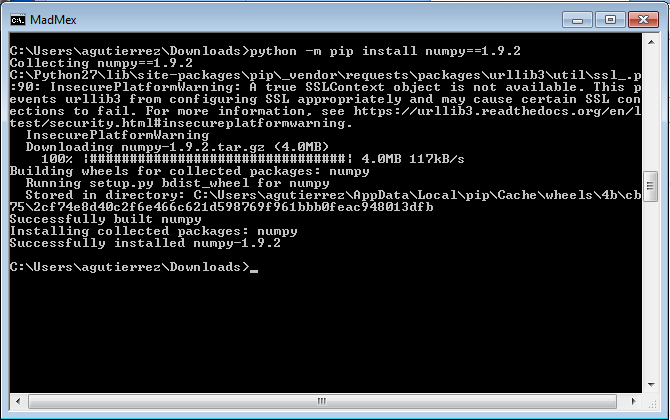 MadMex
C:\Users\agutierrez\Downloads>python -m pip install numpy==1.9.2
Collecting numpy==1.9.2
C:\Python27\lib\site-packages\pip\_vendor\requests\packages\urllib3\util\ssl_.p
:90: InsecurePlatformWarning: A true SSLContext object is not available. This p
events urllib3 from configuring SSL appropriately and may cause certain SSL con
ections to fail. For more information, see https://urllib3.readthedocs.org/en/l
test/security.html#insecureplatformwarning.
  InsecurePlatformWarning
  Downloading numpy-1.9.2.tar.gz (4.0MB)
    100% |################################| 4.0MB 117kB/s
Building wheels for collected packages: numpy
  Running setup.py bdist_wheel for numpy
  Stored in directory: C:\Users\agutierrez\AppData\Local\pip\Cache\wheels\4b\cb
75\2cf74e8d40c2f6e466c621d598769f961bbb0feac948013dfb
Successfully built numpy
Installing collected packages: numpy
Successfully installed numpy-1.9.2
C:\Users\agutierrez\Downloads>_